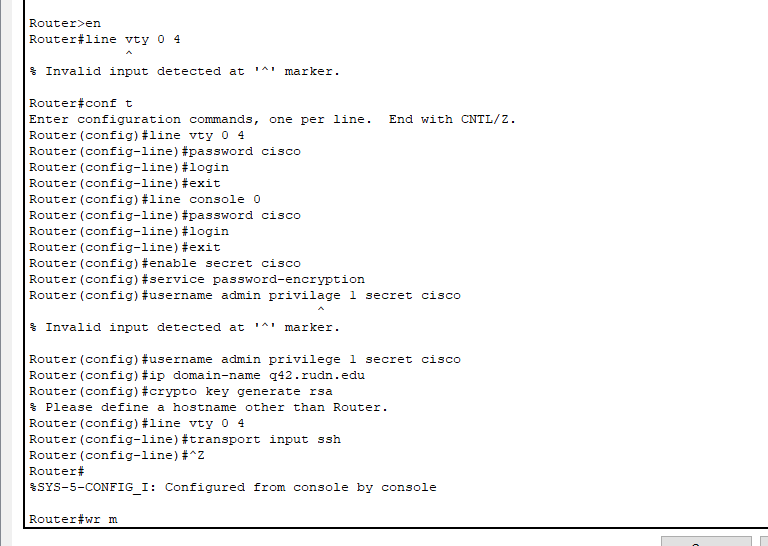 Router>en
Router#line vty 0 4
^
% Invalid input detected at '^' marker.
Router#conf t
Enter configuration commands, one per line.  End with CNTL/Z.
Router(config)#line vty 0 4
Router(config-line)#password cisco
Router(config-line)#login
Router(config-line)#exit
Router(config)#line console 0
Router(config-line)#password cisco
Router(config-line)#login
Router(config-line)#exit
Router(config)#enable secret cisco
Router(config)#service password-encryption
Router(config)#username admin privilage 1 secret cisco
^
% Invalid input detected at '^' marker.
Router(config)#username admin privilege 1 secret cisco
Router(config)#ip domain-name q42.rudn.edu
Router(config)#crypto key generate rsa
% Please define a hostname other than Router.
Router(config)#line vty 0 4
Router(config-line)#transport input ssh
Router(config-line)#^Z
Router#
%SYS-5-CONFIG_I: Configured from console by console
Router#wr m